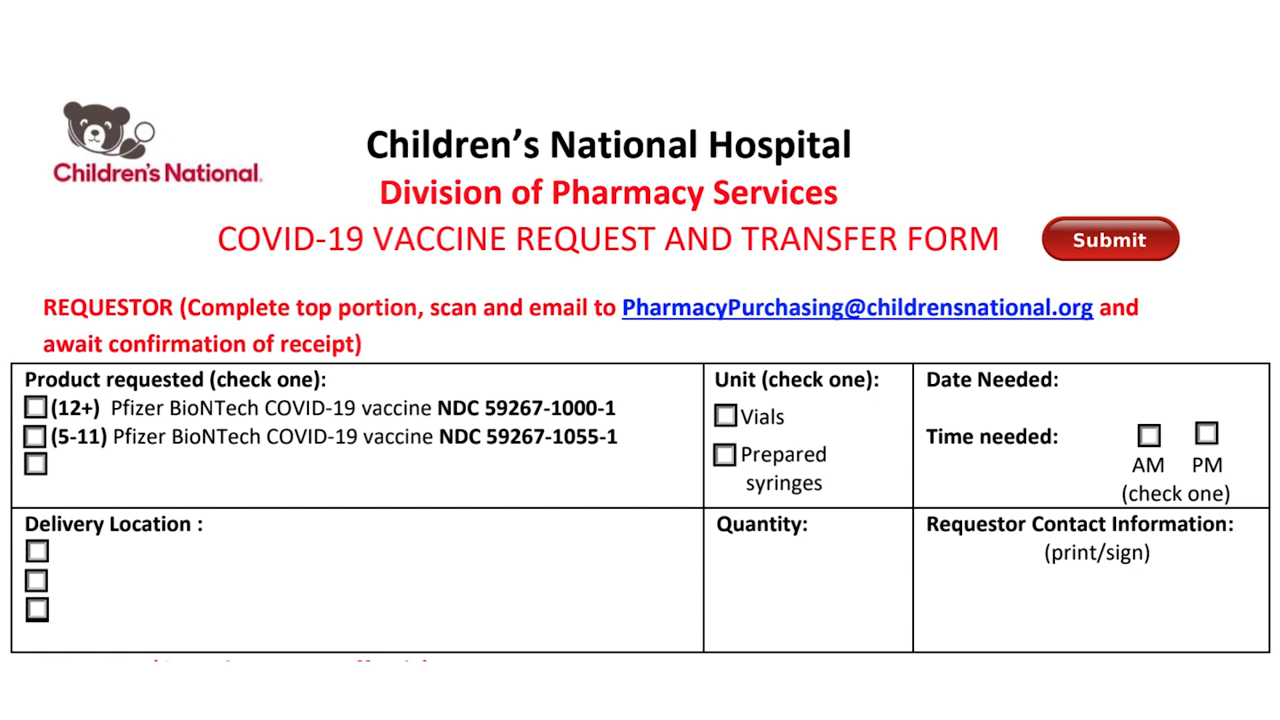 Children's National.
Children's National Hospital
Division of Pharmacy Services
COVID-19 VACCINE REQUEST AND TRANSFER FORM
Submit
REQUESTOR (Complete top portion, scan and email to PharmacyPurchasing@childrensnational.org and
await confirmation of receipt)
Product requested (check one):
(12+) Pfizer BioNTech COVID-19 vaccine NDC 59267-1000-1
(5-11) Pfizer BioNTech COVID-19 vaccine NDC 59267-1055-1
Unit (check one):
Vials
Prepared
syringes
Date Needed:
Time needed:
AM PM
(check one)
Delivery Location :
Quantity:
Requestor Contact Information:
(print/sign)